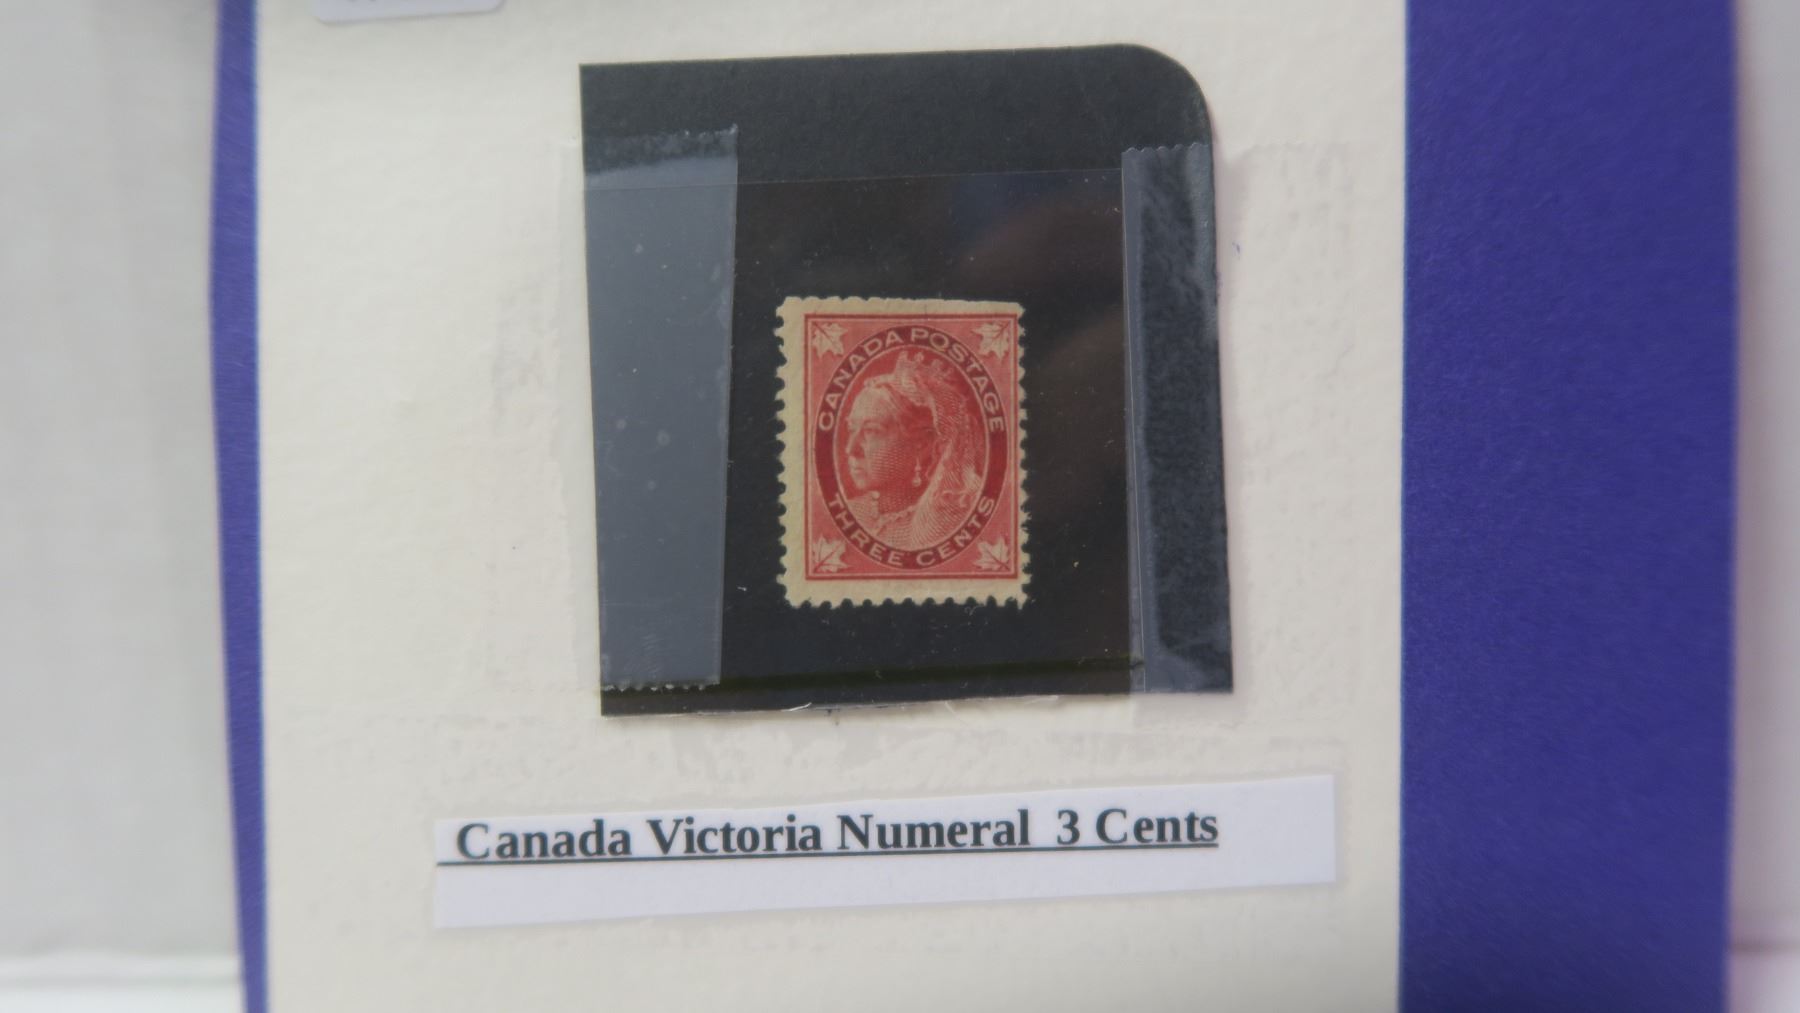 CANADA POSTAGE
THREE CENTS
Canada Victoria Numeral 3 Cents